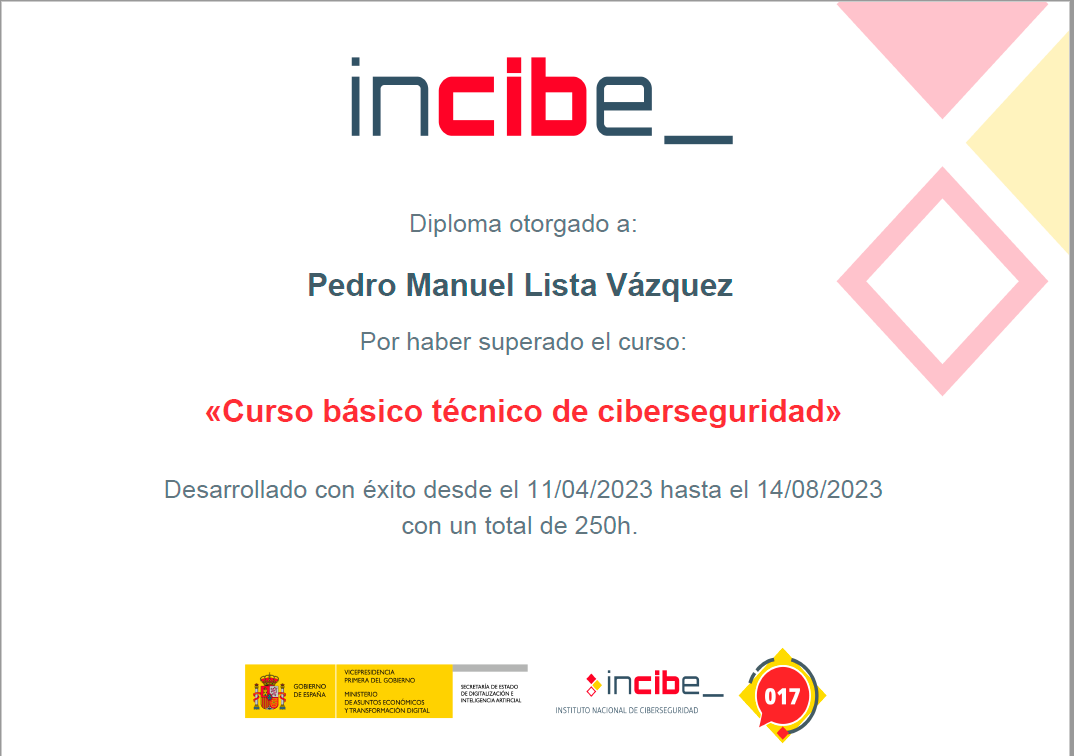 incibe_
Diploma otorgado a:
Pedro Manuel Lista Vázquez
Por haber superado el curso:
«Curso básico técnico de ciberseguridad»
Desarrollado con éxito desde el 11/04/2023 hasta el 14/08/2023
con un total de 250h.
GOBIERNO
DE ESPAÑA
VICEPRESIDENCIA
PRIMERA DEL GOBIERNO
MINISTERIO
DE ASUNTOS ECONÓMICOS
Y TRANSFORMACIÓN DIGITAL
SECRETARÍA DE ESTADO
DE DIGITALIZACIÓN E
INTELIGENCIA ARTIFICIAL
incibe_
INSTITUTO NACIONAL DE CIBERSEGURIDAD
017